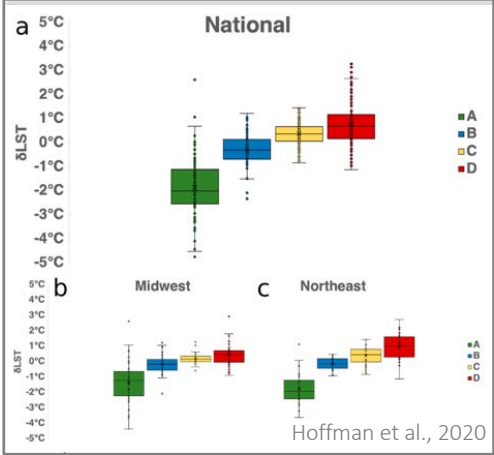 a
National
5°C
4°C
3°C
2°C
1°C
0°C
-1°C
-2°C
-3°C
-4°C
-5°C
δLST
A
B
C
D
b
Midwest
5°C
4°C
3°C
2°C
1°C
0°C
-1°C
-2°C
-3°C
-4°C
-5°C
δLST
A
B
C
D
c
Northeast
A
B
C
D
Hoffman et al., 2020